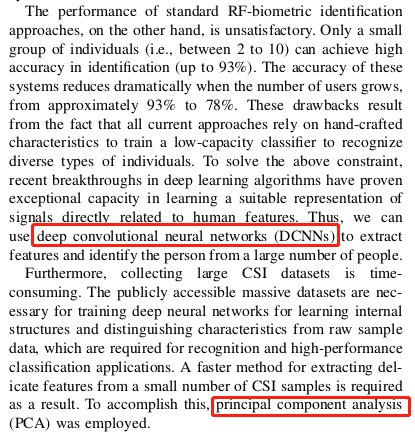 The performance of standard RF-biometric identification
approaches, on the other hand, is unsatisfactory. Only a small
group of individuals (i.e., between 2 to 10) can achieve high
accuracy in identification (up to 93%). The accuracy of these
systems reduces dramatically when the number of users grows,
from approximately 93% to 78%. These drawbacks result
from the fact that all current approaches rely on hand-crafted
characteristics to train a low-capacity classifier to recognize
diverse types of individuals. To solve the above constraint,
recent breakthroughs in deep learning algorithms have proven
exceptional capacity in learning a suitable representation of
signals directly related to human features. Thus, we can
use deep convolutional neural networks (DCNNs) to extract
features and identify the person from a large number of people.
Furthermore, collecting large CSI datasets is time-
consuming. The publicly accessible massive datasets are nec-
essary for training deep neural networks for learning internal
structures and distinguishing characteristics from raw sample
data, which are required for recognition and high-performance
classification applications. A faster method for extracting del-
icate features from a small number of CSI samples is required
as a result. To accomplish this, principal component analysis
(PCA) was employed.